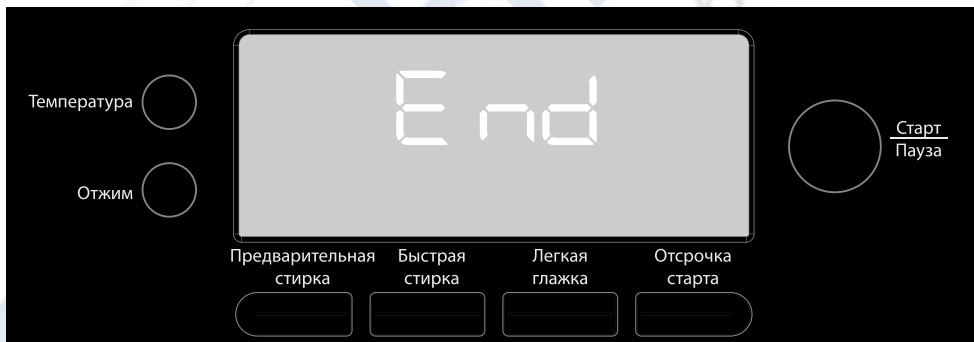 End
Температура
Отжим
Старт
Пауза
Предварительная
стирка
Быстрая
стирка
Легкая
глажка
Отсрочка
старта